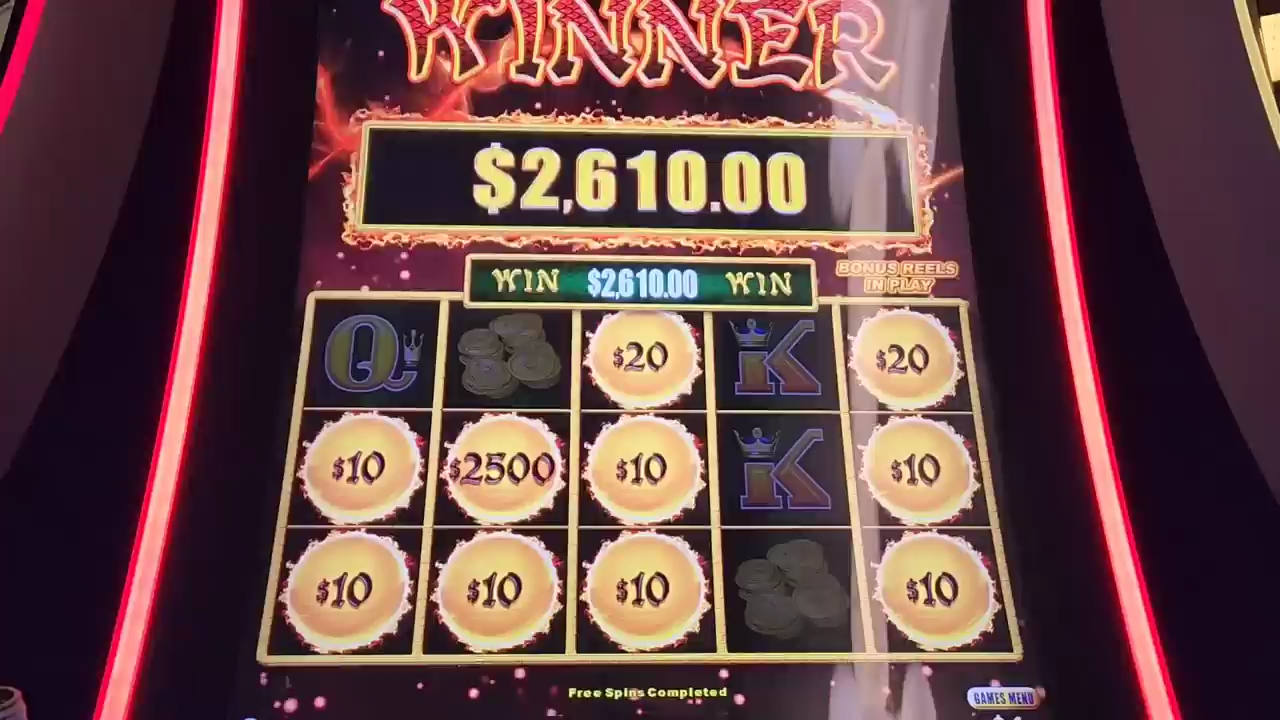 WINNER
$2,610.00
WIN $2,610.00 WIN
BONUS REELS
IN PLAY
Q $20 K $20
$10 $2500 $10 K $10
$10 $10 $10 $10
Free Spins Completed
GAMES MENU